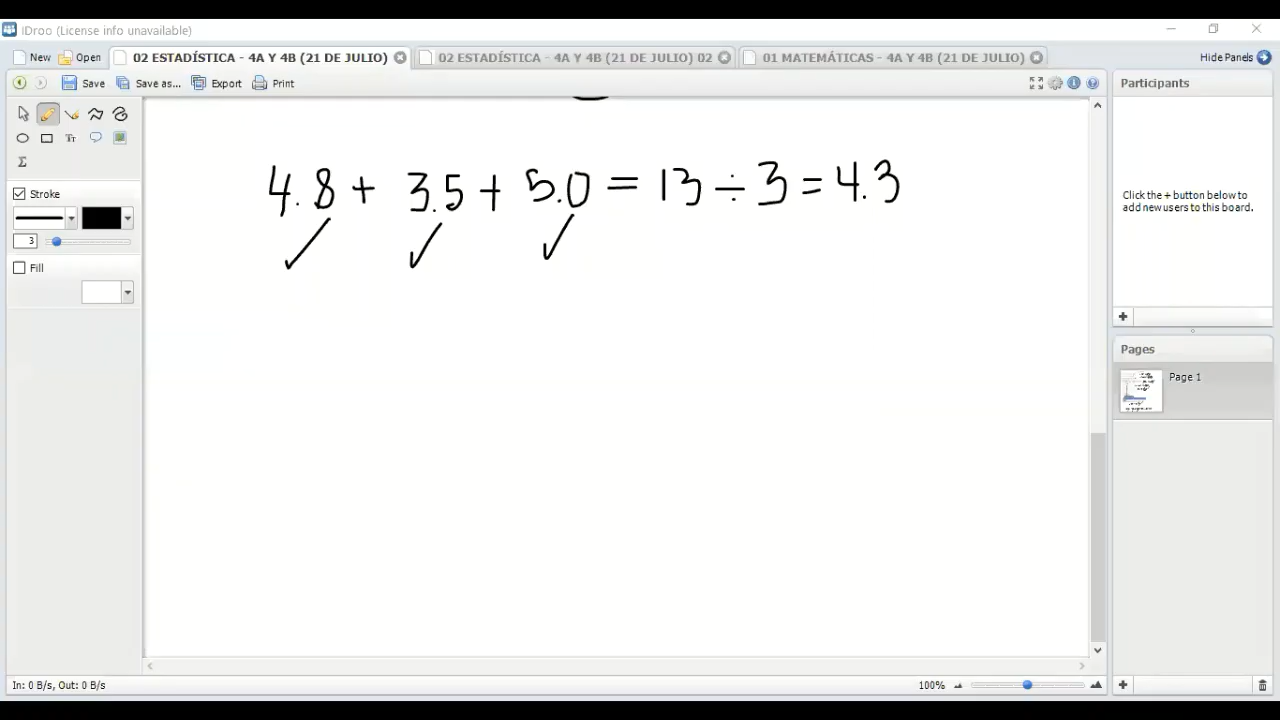 iDroo (License info unavailable)
New Open 02 ESTADÍSTICA - 4A Y 4B (21 DE JULIO) 02 ESTADÍSTICA - 4A Y 4B (21 DE JULIO) 02 01 MATEMÁTICAS - 4A Y 4B (21 DE JULIO) Hide Panels
Save Save as... Export Print
Participants
Tt
Σ
Stroke
3
Fill
4.8 + 3.5 + 5.0 = 13 ÷ 3 = 4.3
Click the + button below to
add new users to this board.
Pages
Page 1
In: 0 B/s, Out: 0 B/s 100%